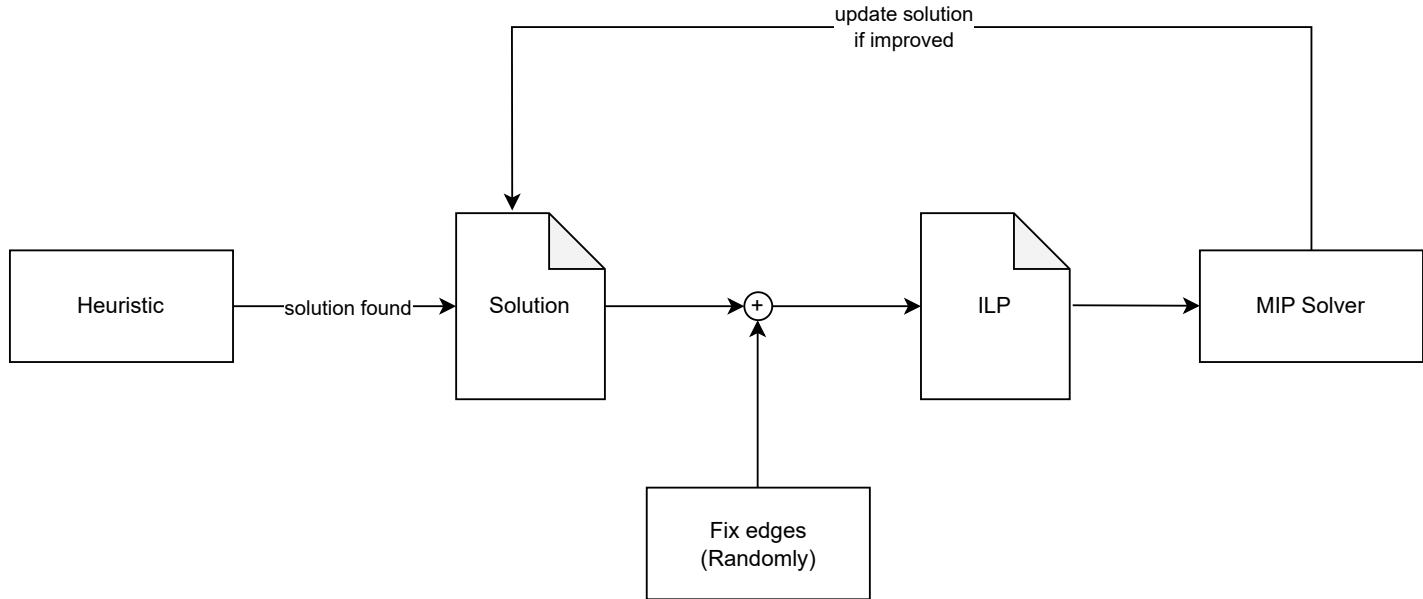 update solution
if improved
Heuristic
solution found
Solution
+
ILP
MIP Solver
Fix edges
(Randomly)